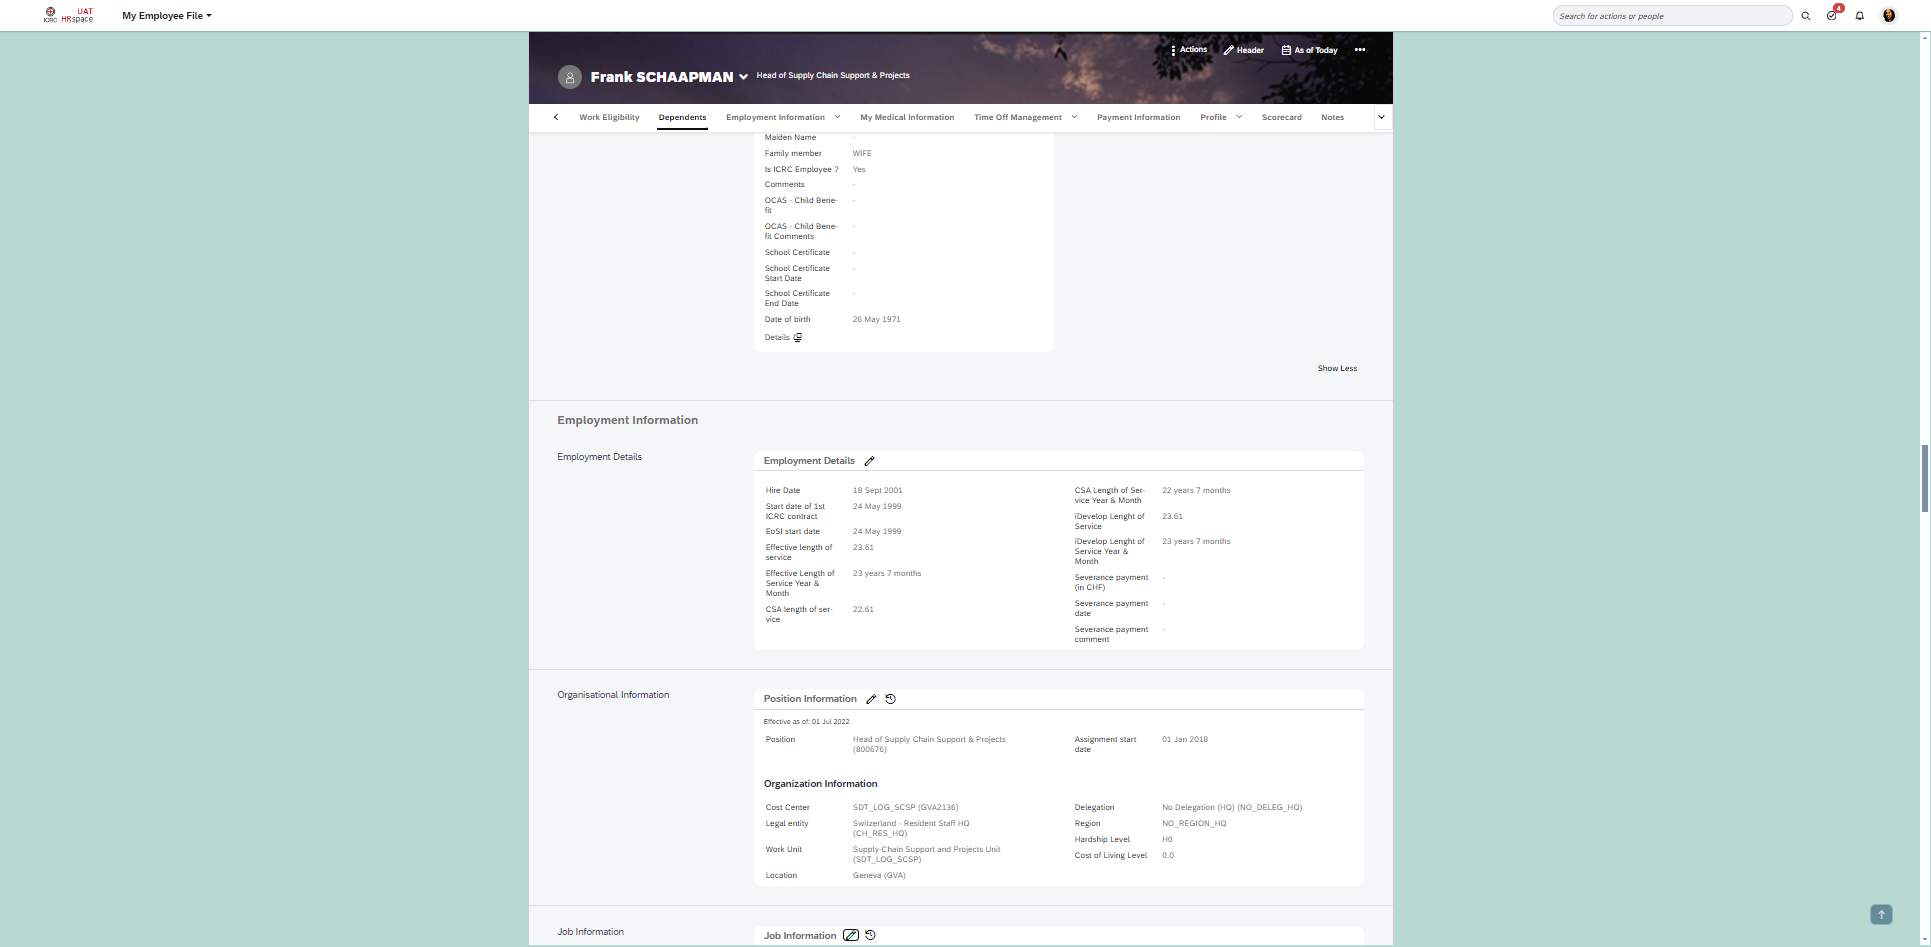 UAT
ICRC HRspace
My Employee File
Search for actions or people
4
Actions
Header
As of Today
Frank SCHAAPMAN
Head of Supply Chain Support & Projects
Work Eligibility
Dependents
Employment Information
My Medical Information
Time Off Management
Payment Information
Profile
Scorecard
Notes
Maiden Name -
Family member WIFE
Is ICRC Employee ? Yes
Comments -
OCAS - Child Bene- -
fit
OCAS - Child Bene- -
fit Comments
School Certificate -
School Certificate -
Start Date
School Certificate -
End Date
Date of birth 26 May 1971
Details
Show Less
Employment Information
Employment Details
Employment Details
Hire Date 18 Sept 2001
Start date of 1st 24 May 1999
ICRC contract
EoSI start date 24 May 1999
Effective length of 23.61
service
Effective Length of 23 years 7 months
Service Year &
Month
CSA length of ser- 22.61
vice
CSA Length of Ser- 22 years 7 months
vice Year & Month
iDevelop Lenght of 23.61
Service
iDevelop Lenght of 23 years 7 months
Service Year &
Month
Severance payment -
(in CHF)
Severance payment -
date
Severance payment -
comment
Organisational Information
Position Information
Effective as of: 01 Jul 2022
Position Head of Supply Chain Support & Projects
(800676)
Assignment start 01 Jan 2018
date
Organization Information
Cost Center SDT_LOG_SCSP (GVA2136)
Legal entity Switzerland - Resident Staff HQ
(CH_RES_HQ)
Work Unit Supply-Chain Support and Projects Unit
(SDT_LOG_SCSP)
Location Geneva (GVA)
Delegation No Delegation (HQ) (NO_DELEG_HQ)
Region NO_REGION_HQ
Hardship Level H0
Cost of Living Level 0.0
Job Information
Job Information